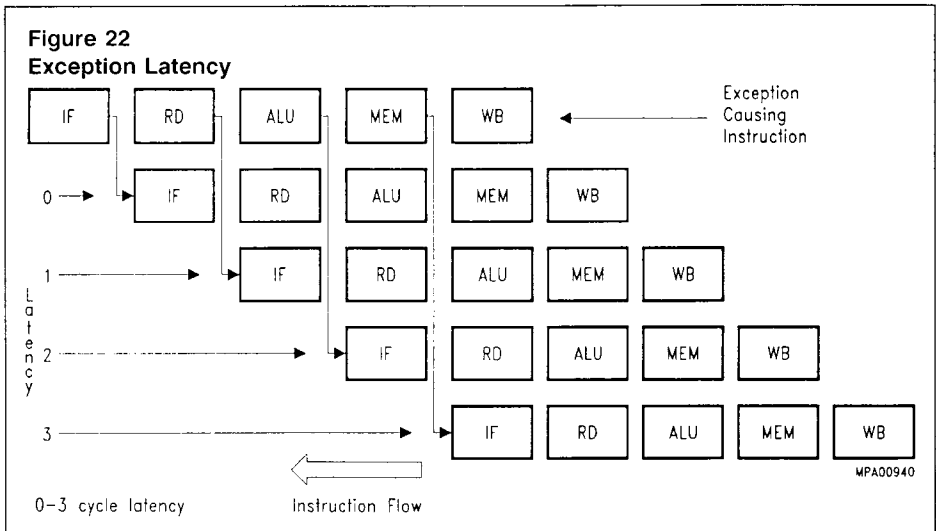 Figure 22
Exception Latency
IF RD ALU MEM WB
Exception
Causing
Instruction
0 IF RD ALU MEM WB
1 IF RD ALU MEM WB
Latency
2 IF RD ALU MEM WB
3 IF RD ALU MEM WB
MPA00940
0-3 cycle latency Instruction Flow